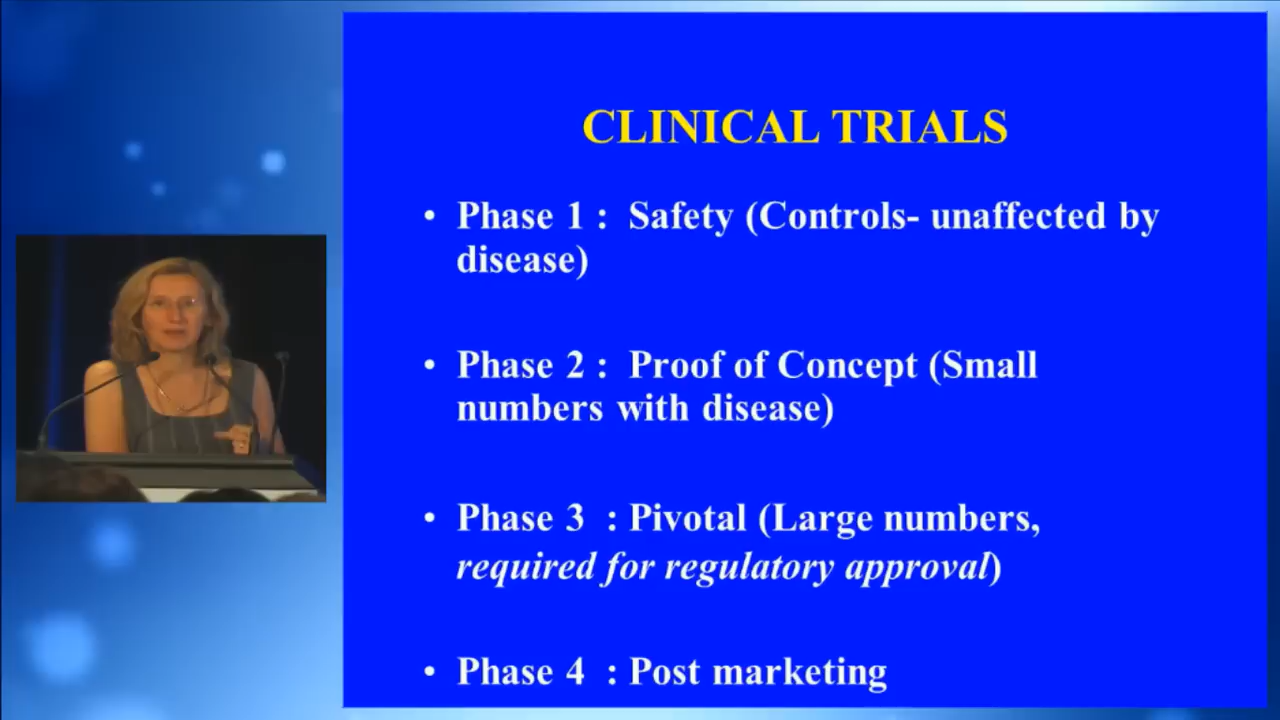 CLINICAL TRIALS
• Phase 1 : Safety (Controls- unaffected by
disease)
• Phase 2 : Proof of Concept (Small
numbers with disease)
• Phase 3 : Pivotal (Large numbers,
required for regulatory approval)
• Phase 4 : Post marketing